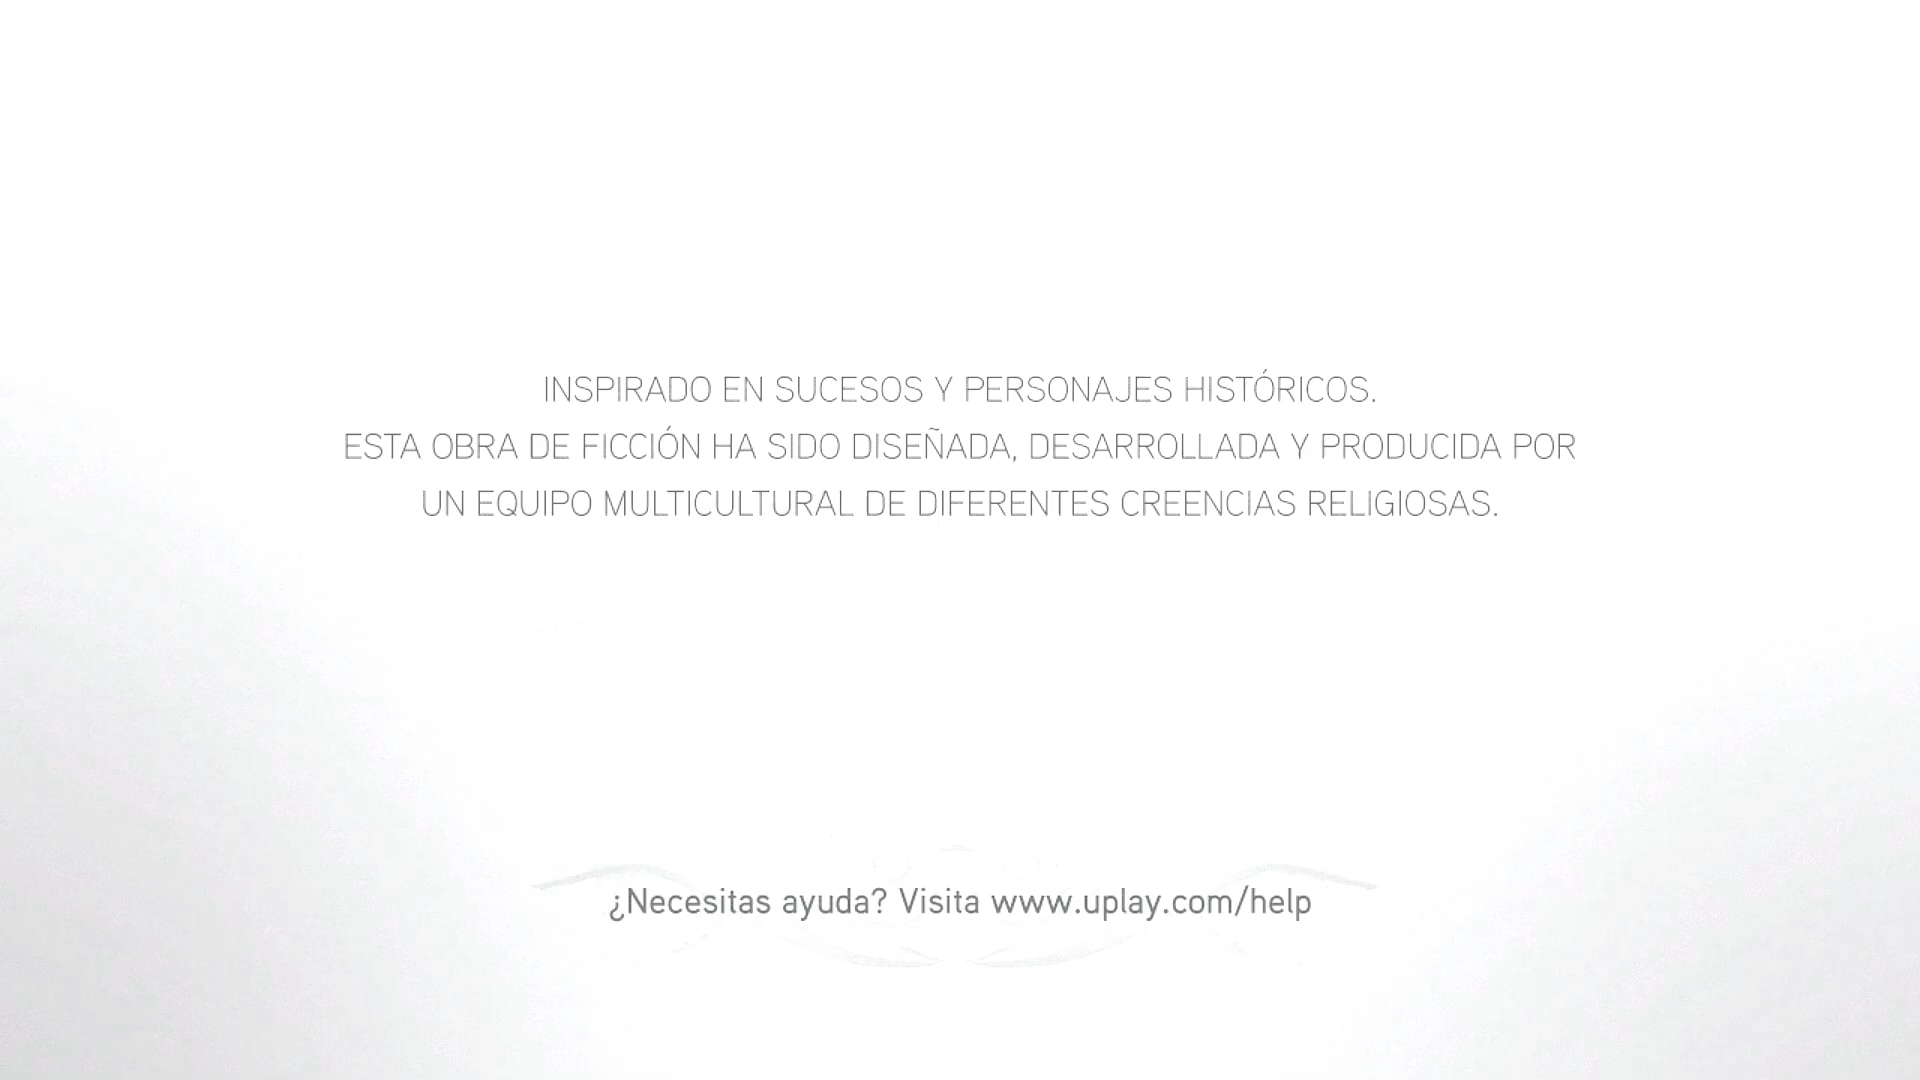 INSPIRADO EN SUCESOS Y PERSONAJES HISTÓRICOS.
ESTA OBRA DE FICCIÓN HA SIDO DISEÑADA, DESARROLLADA Y PRODUCIDA POR
UN EQUIPO MULTICULTURAL DE DIFERENTES CREENCIAS RELIGIOSAS.
¿Necesitas ayuda? Visita www.uplay.com/help